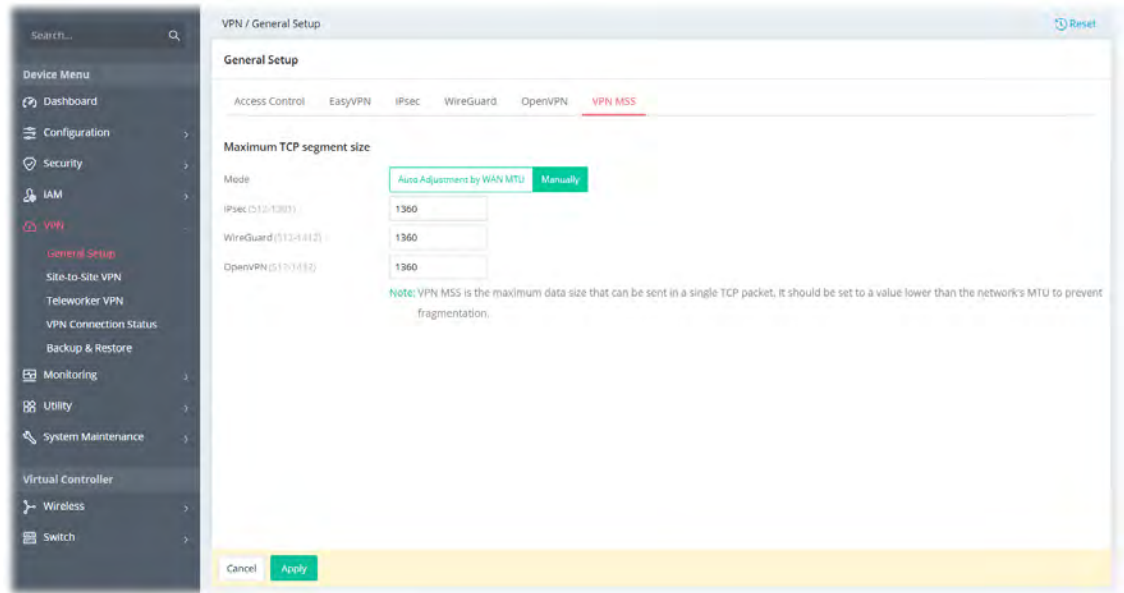 Search...
Device Menu
Dashboard
Configuration
Security
IAM
VPN
General Setup
Site-to-Site VPN
Teleworker VPN
VPN Connection Status
Backup & Restore
Monitoring
Utility
System Maintenance
Virtual Controller
Wireless
Switch
VPN / General Setup
Reset
General Setup
Access Control EasyVPN IPsec WireGuard OpenVPN VPN MSS
Maximum TCP segment size
Mode Auto Adjustment by WAN MTU Manually
IPsec 1360
WireGuard (512-1412) 1360
OpenVPN 1360
Note: VPN MSS is the maximum data size that can be sent in a single TCP packet. It should be set to a value lower than the network's MTU to prevent
fragmentation.
Cancel Apply